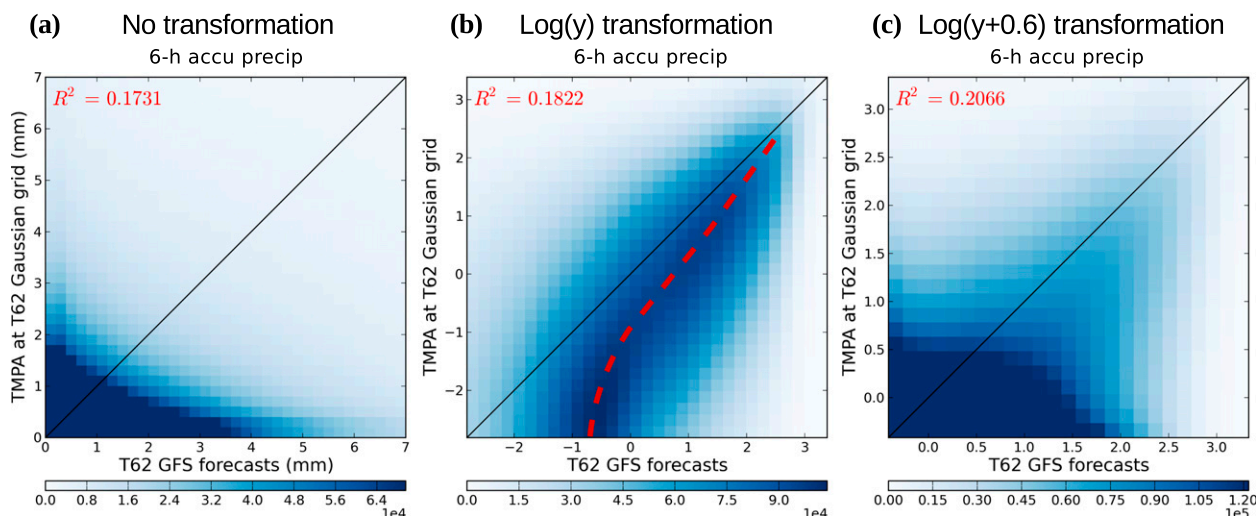 (a) No transformation
6-h accu precip
R² = 0.1731
TMPA at T62 Gaussian grid (mm)
7
6
5
4
3
2
1
0
0 1 2 3 4 5 6 7
T62 GFS forecasts (mm)
0.0 0.8 1.6 2.4 3.2 4.0 4.8 5.6 6.4
1e4
(b) Log(y) transformation
6-h accu precip
R² = 0.1822
TMPA at T62 Gaussian grid
3
2
1
0
−1
−2
−2 −1 0 1 2 3
T62 GFS forecasts
0.0 1.5 3.0 4.5 6.0 7.5 9.0
1e4
(c) Log(y+0.6) transformation
6-h accu precip
R² = 0.2066
TMPA at T62 Gaussian grid
3.0
2.5
2.0
1.5
1.0
0.5
0.0
0.0 0.5 1.0 1.5 2.0 2.5 3.0
T62 GFS forecasts
0.00 0.15 0.30 0.45 0.60 0.75 0.90 1.05 1.20
1e5